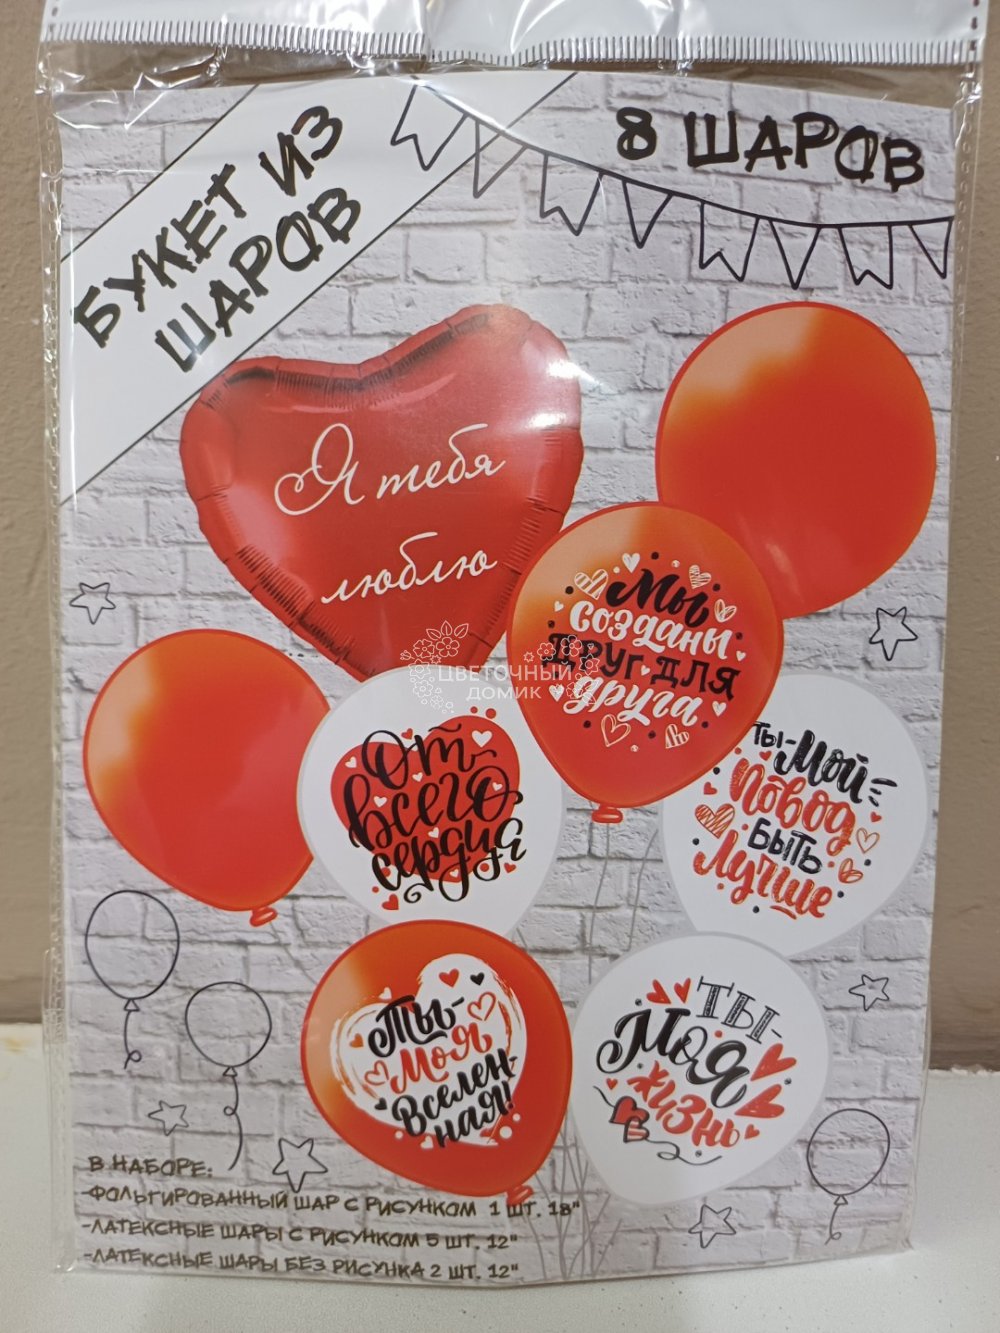 БУКЕТ ИЗ
ШАРОВ
8 ШАРОВ
Я тебя
люблю
Мы
созданы
друг для
друга
ЦВЕТОЧНЫЙ
ДОМИК
От
всего
сердца
ТЫ-Мой
повод
БЫТЬ
Лучше
Ты-
моя
Вселен-
ная!
ТЫ-
Моя
жизнь
В НАБОРЕ:
-ФОЛЬГИРОВАННЫЙ ШАР С РИСУНКОМ 1 ШТ. 18"
-ЛАТЕКСНЫЕ ШАРЫ С РИСУНКОМ 5 ШТ. 12"
-ЛАТЕКСНЫЕ ШАРЫ БЕЗ РИСУНКА 2 ШТ. 12"